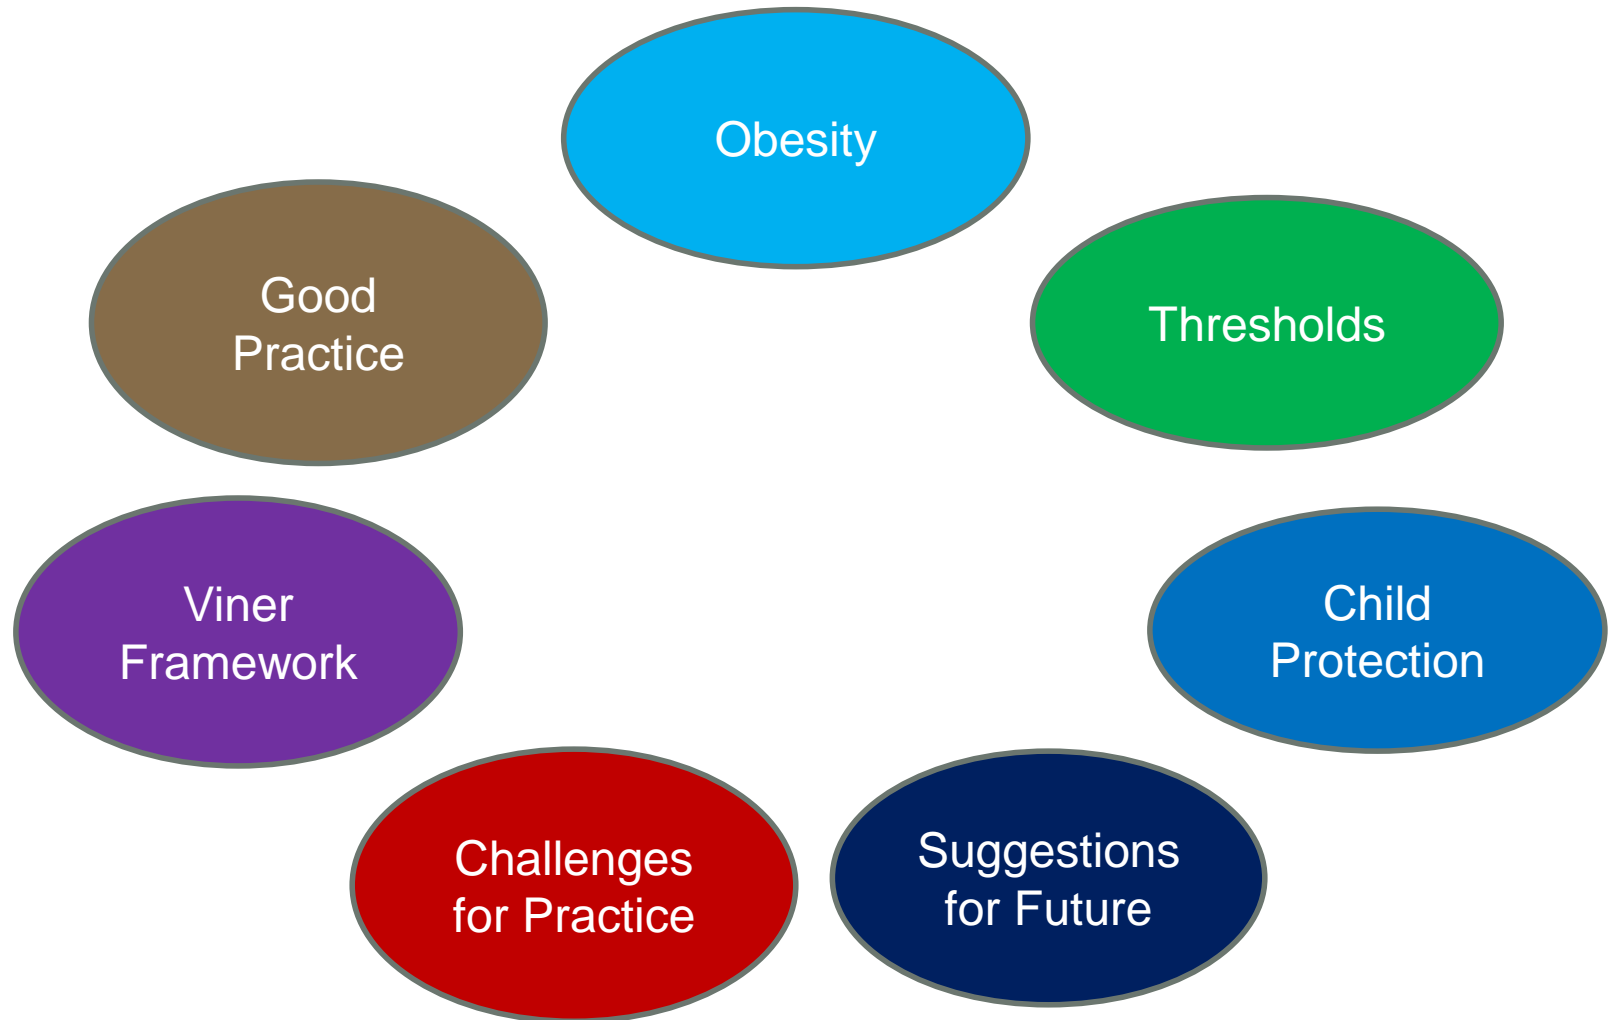 Obesity
Thresholds
Child
Protection
Suggestions
for Future
Challenges
for Practice
Viner
Framework
Good
Practice